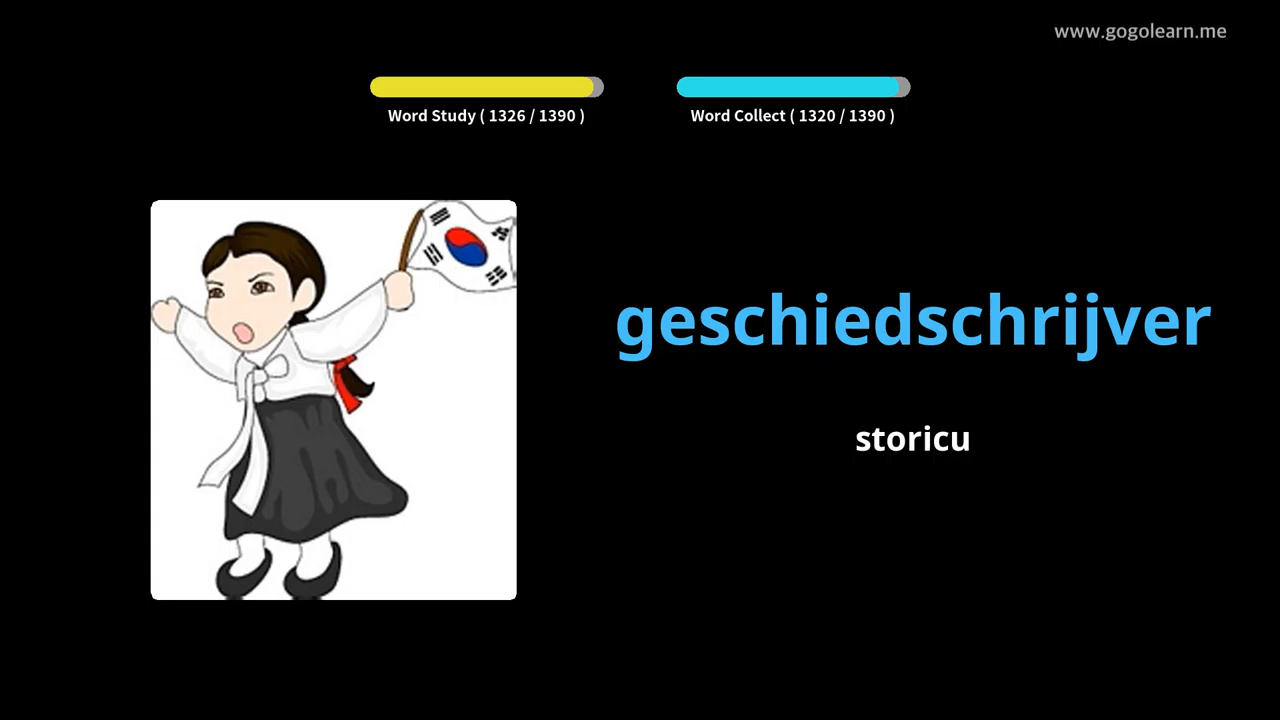 www.gogolearn.me
Word Study ( 1326 / 1390 )
Word Collect ( 1320 / 1390 )
geschiedschrijver
storicu